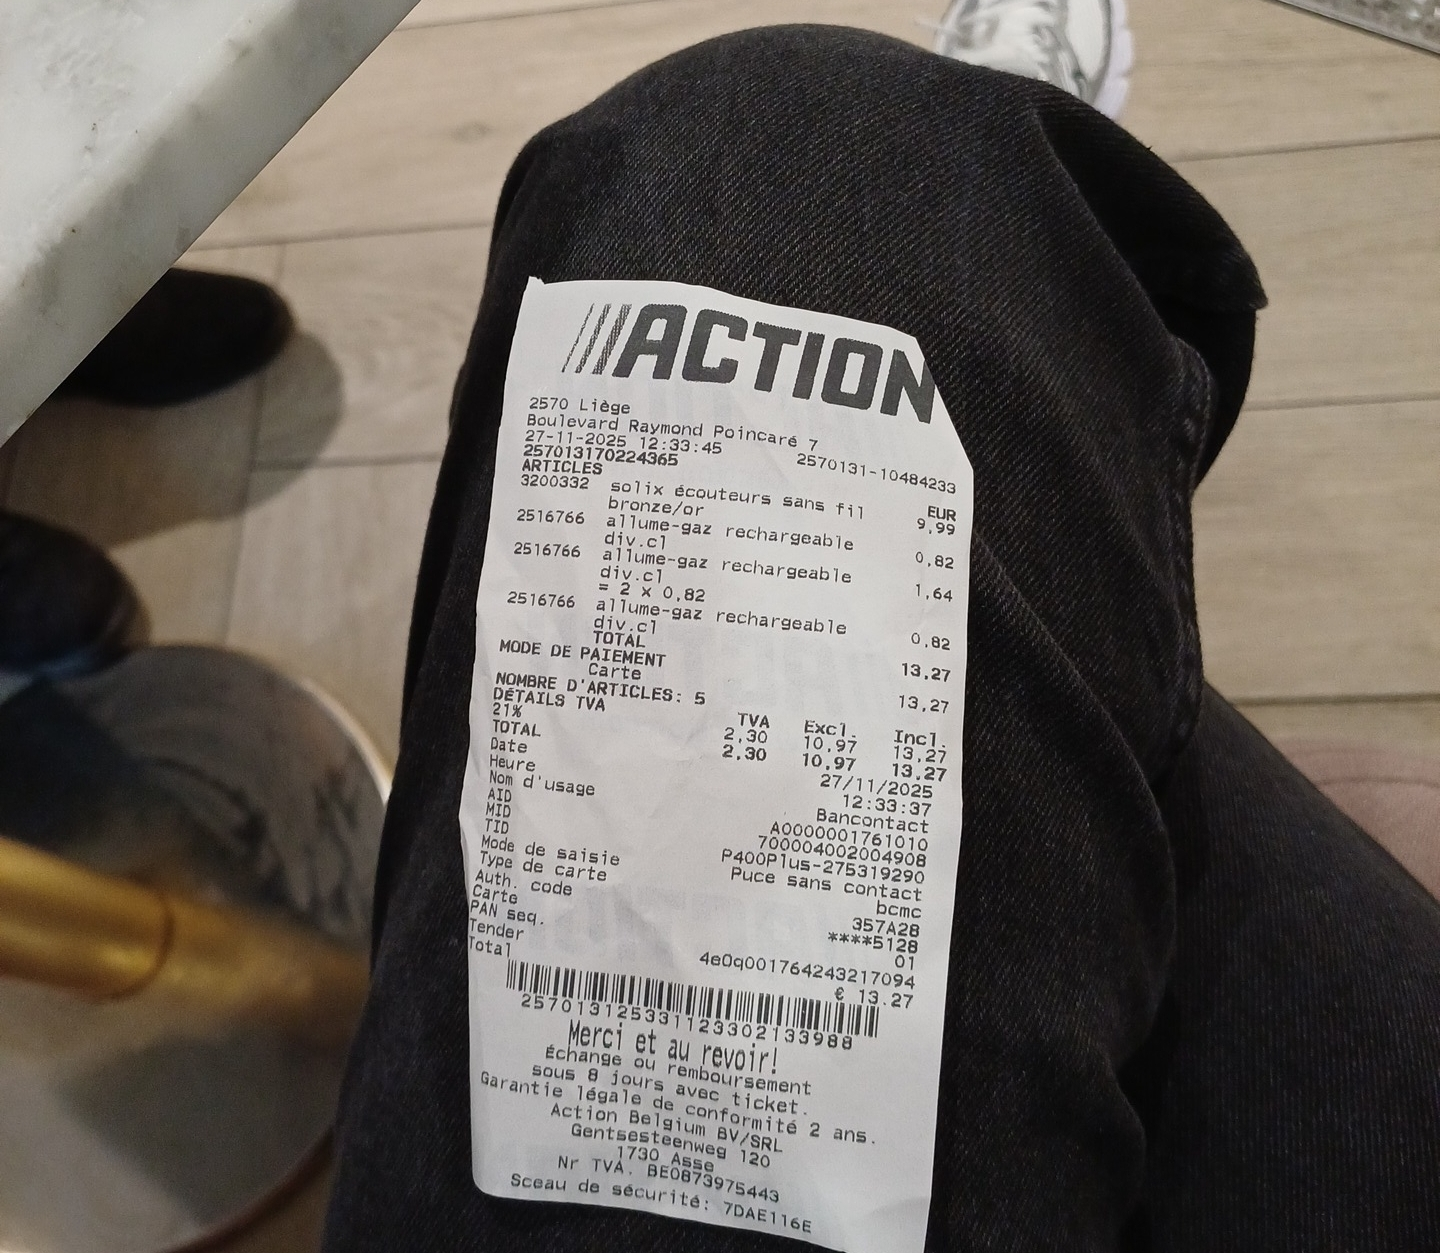 ///ACTION
2570 Liège
Boulevard Raymond Poincaré 7
27-11-2025 12:33:45 2570131-10484233
257013170224365
ARTICLES EUR
3200332 solix écouteurs sans fil 9,99
bronze/or
2516766 allume-gaz rechargeable 0,82
div.cl
2516766 allume-gaz rechargeable 1,64
div.cl
= 2 x 0,82
2516766 allume-gaz rechargeable 0,82
div.cl
TOTAL 13,27
MODE DE PAIEMENT
Carte 13,27
NOMBRE D'ARTICLES: 5
DÉTAILS TVA TVA Excl. Incl.
21% 2,30 10,97 13,27
TOTAL 2,30 10,97 13,27
Date 27/11/2025
Heure 12:33:37
Nom d'usage Bancontact
AID A0000001761010
MID 700004002004908
TID P400Plus-275319290
Mode de saisie Puce sans contact
Type de carte bcmc
Auth. code 357A28
Carte ****5128
PAN seq. 01
Tender 4e0q001764243217094
Total € 13.27
2570131253311233021​33988
Merci et au revoir!
Échange ou remboursement
sous 8 jours avec ticket.
Garantie légale de conformité 2 ans.
Action Belgium BV/SRL
Gentsesteenweg 120
1730 Asse
Nr TVA. BE0873975443
Sceau de sécurité: 7DAE116E